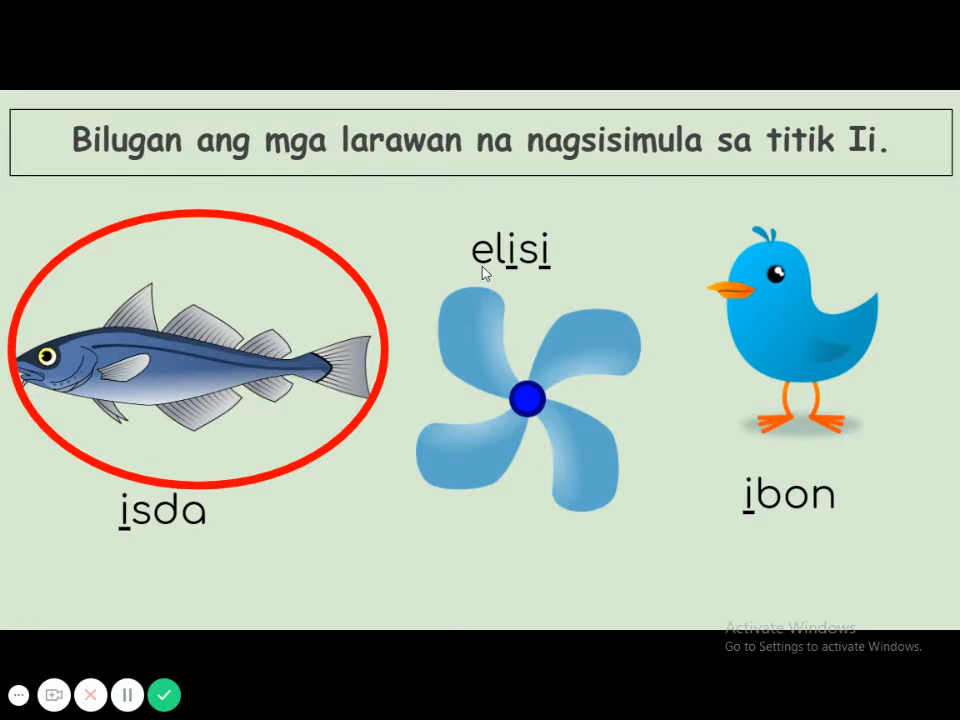 Bilugan ang mga larawan na nagsisimula sa titik Ii.
elisi
isda
ibon
Activate Windows
Go to Settings to activate Windows.